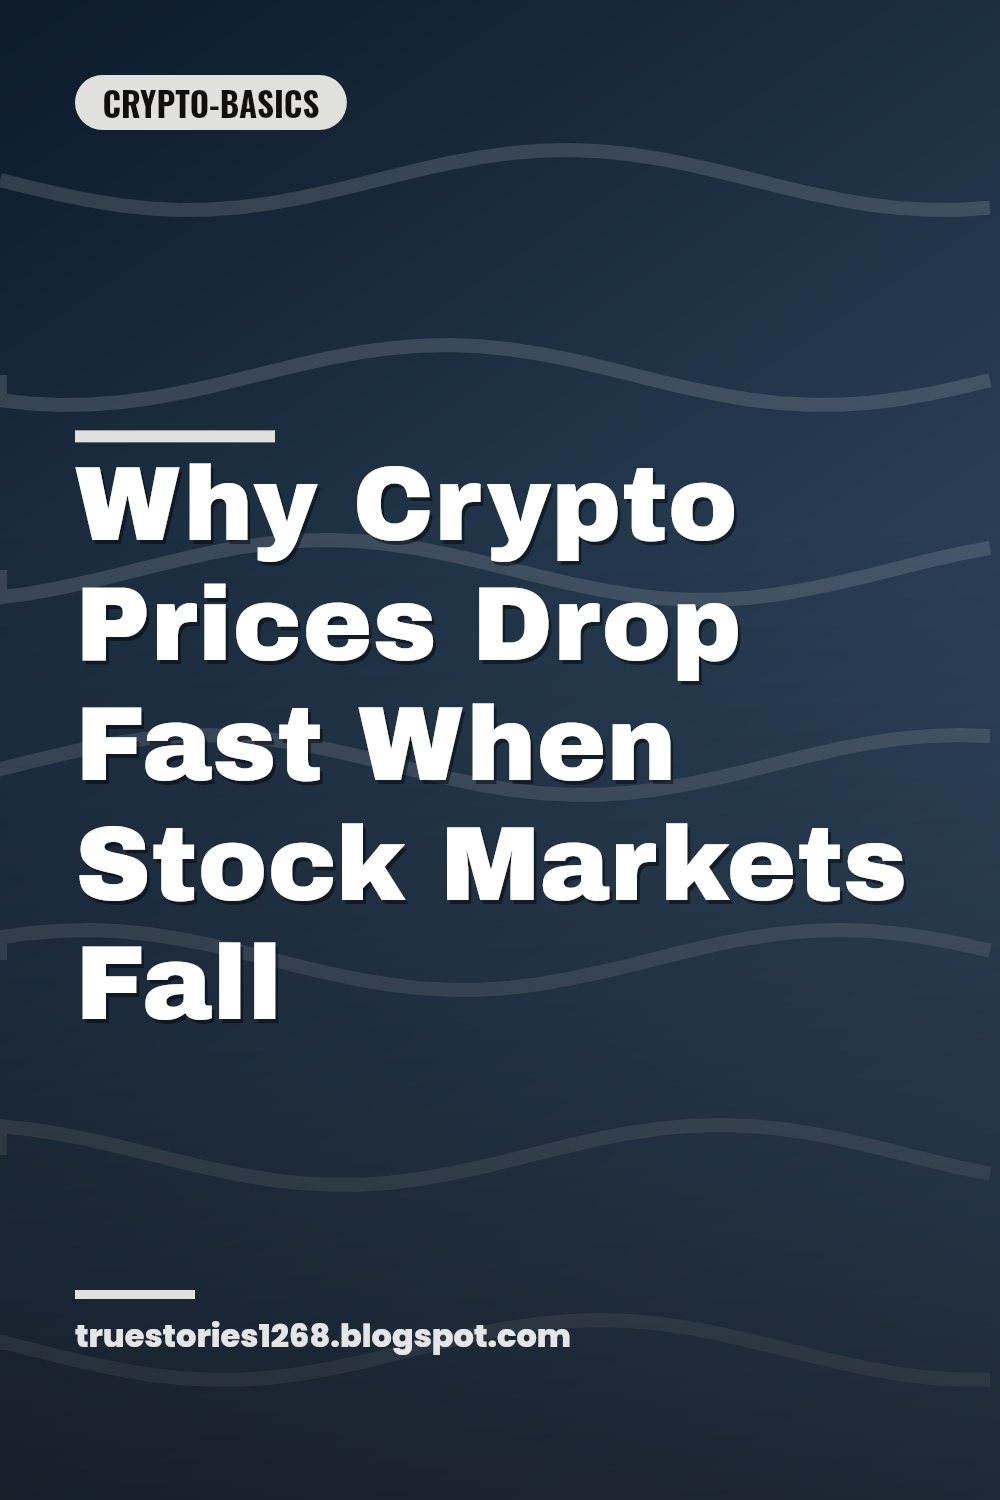 CRYPTO-BASICS
Why Crypto
Prices Drop
Fast When
Stock Markets
Fall
truestories1268.blogspot.com